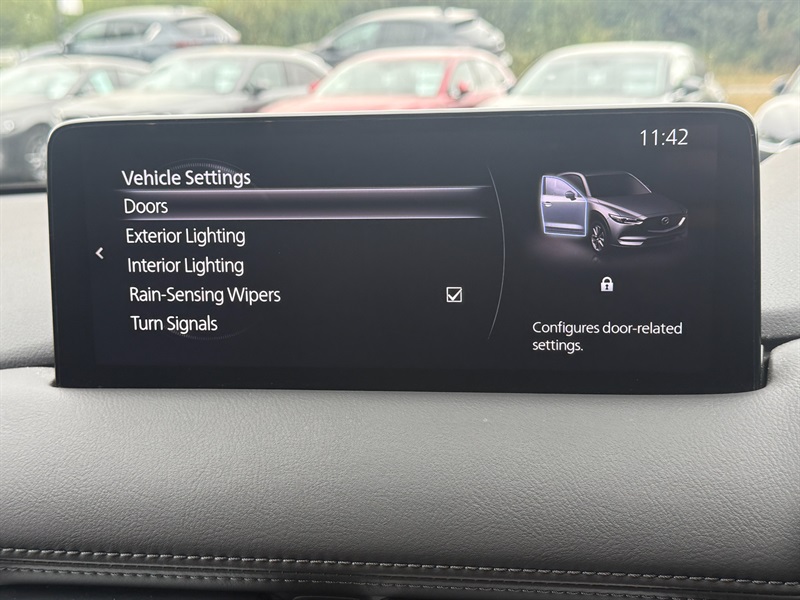 11:42
Vehicle Settings
Doors
Exterior Lighting
Interior Lighting
Rain-Sensing Wipers
Turn Signals
Configures door-related
settings.